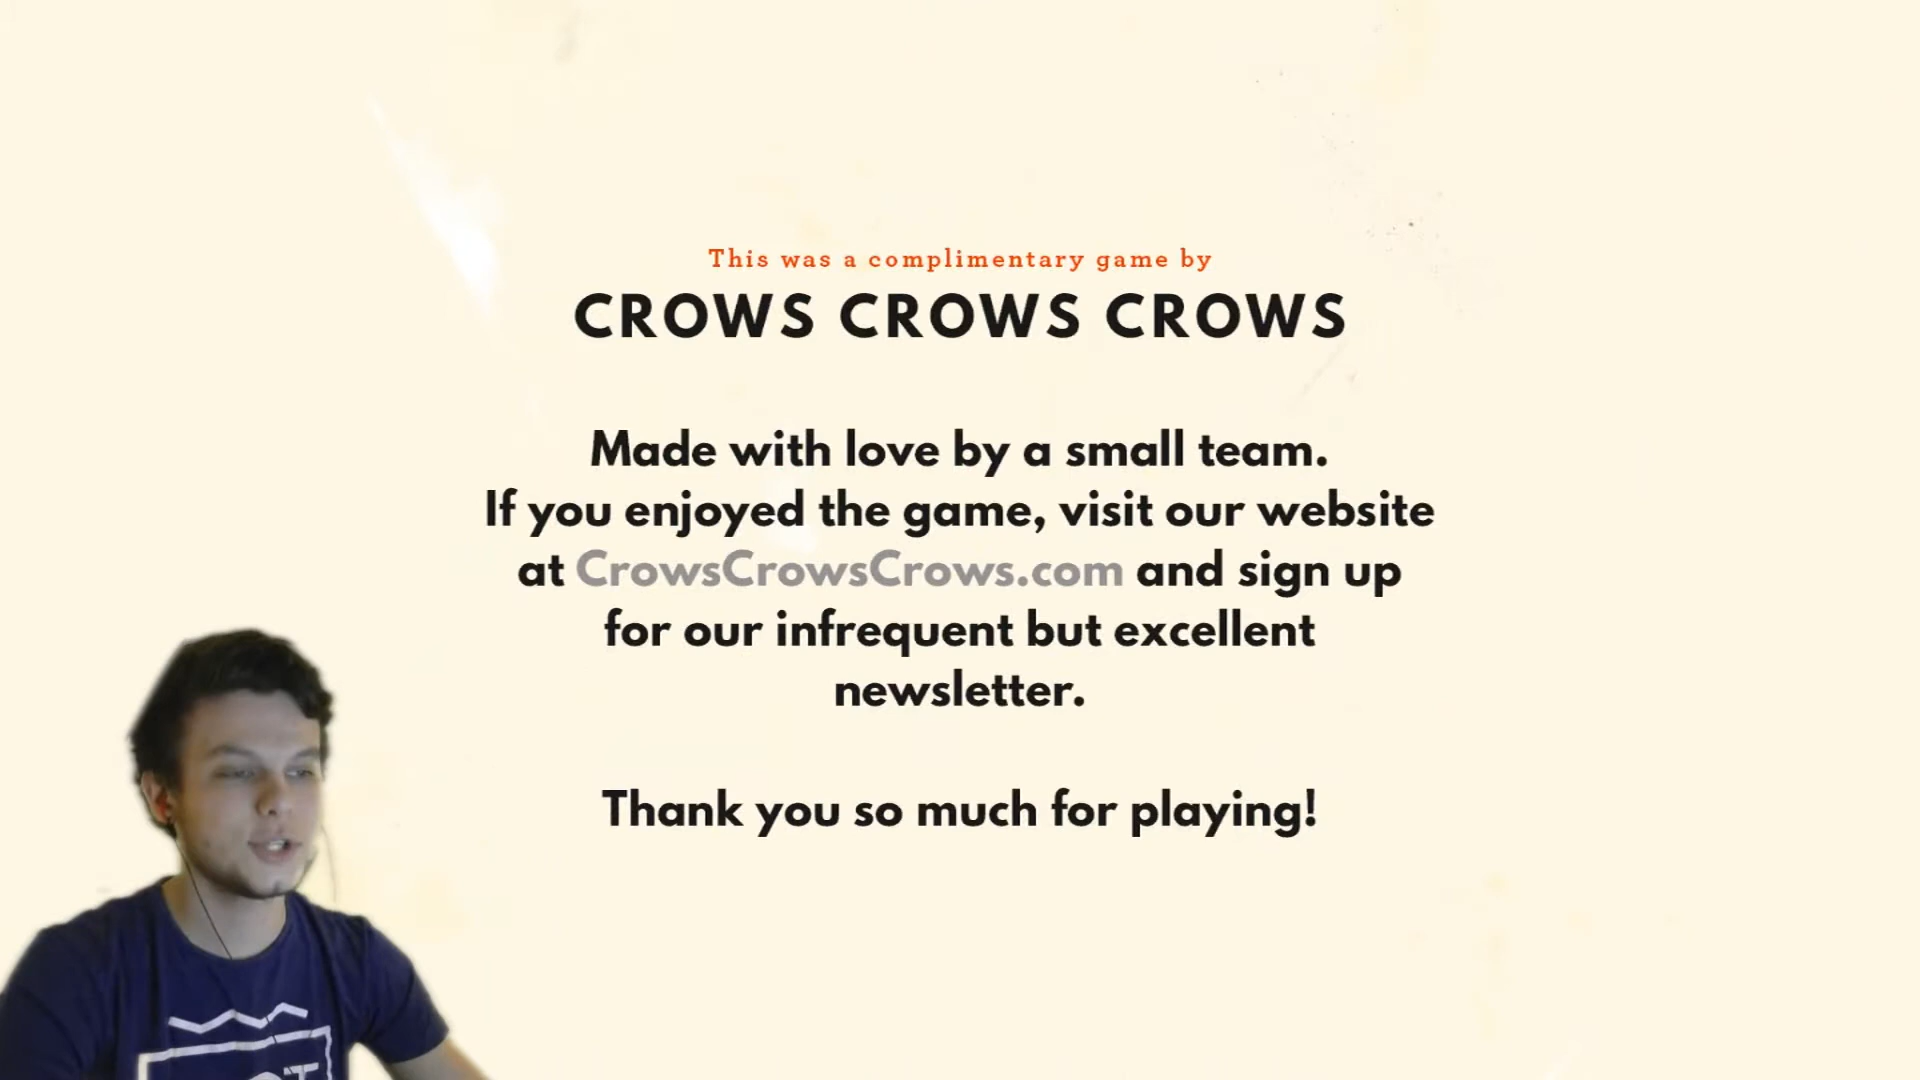 This was a complimentary game by
CROWS CROWS CROWS
Made with love by a small team.
If you enjoyed the game, visit our website
at CrowsCrowsCrows.com and sign up
for our infrequent but excellent
newsletter.
Thank you so much for playing!